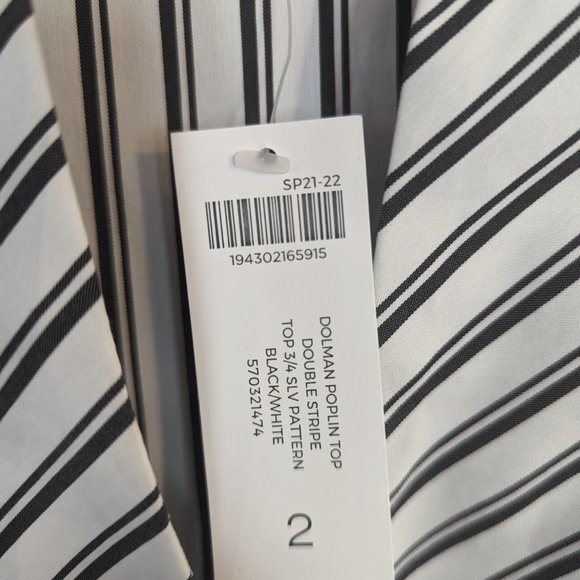 SP21-22
194302165915
DOLMAN POPLIN TOP
DOUBLE STRIPE
TOP 3/4 SLV PATTERN
BLACK/WHITE
570321474
2